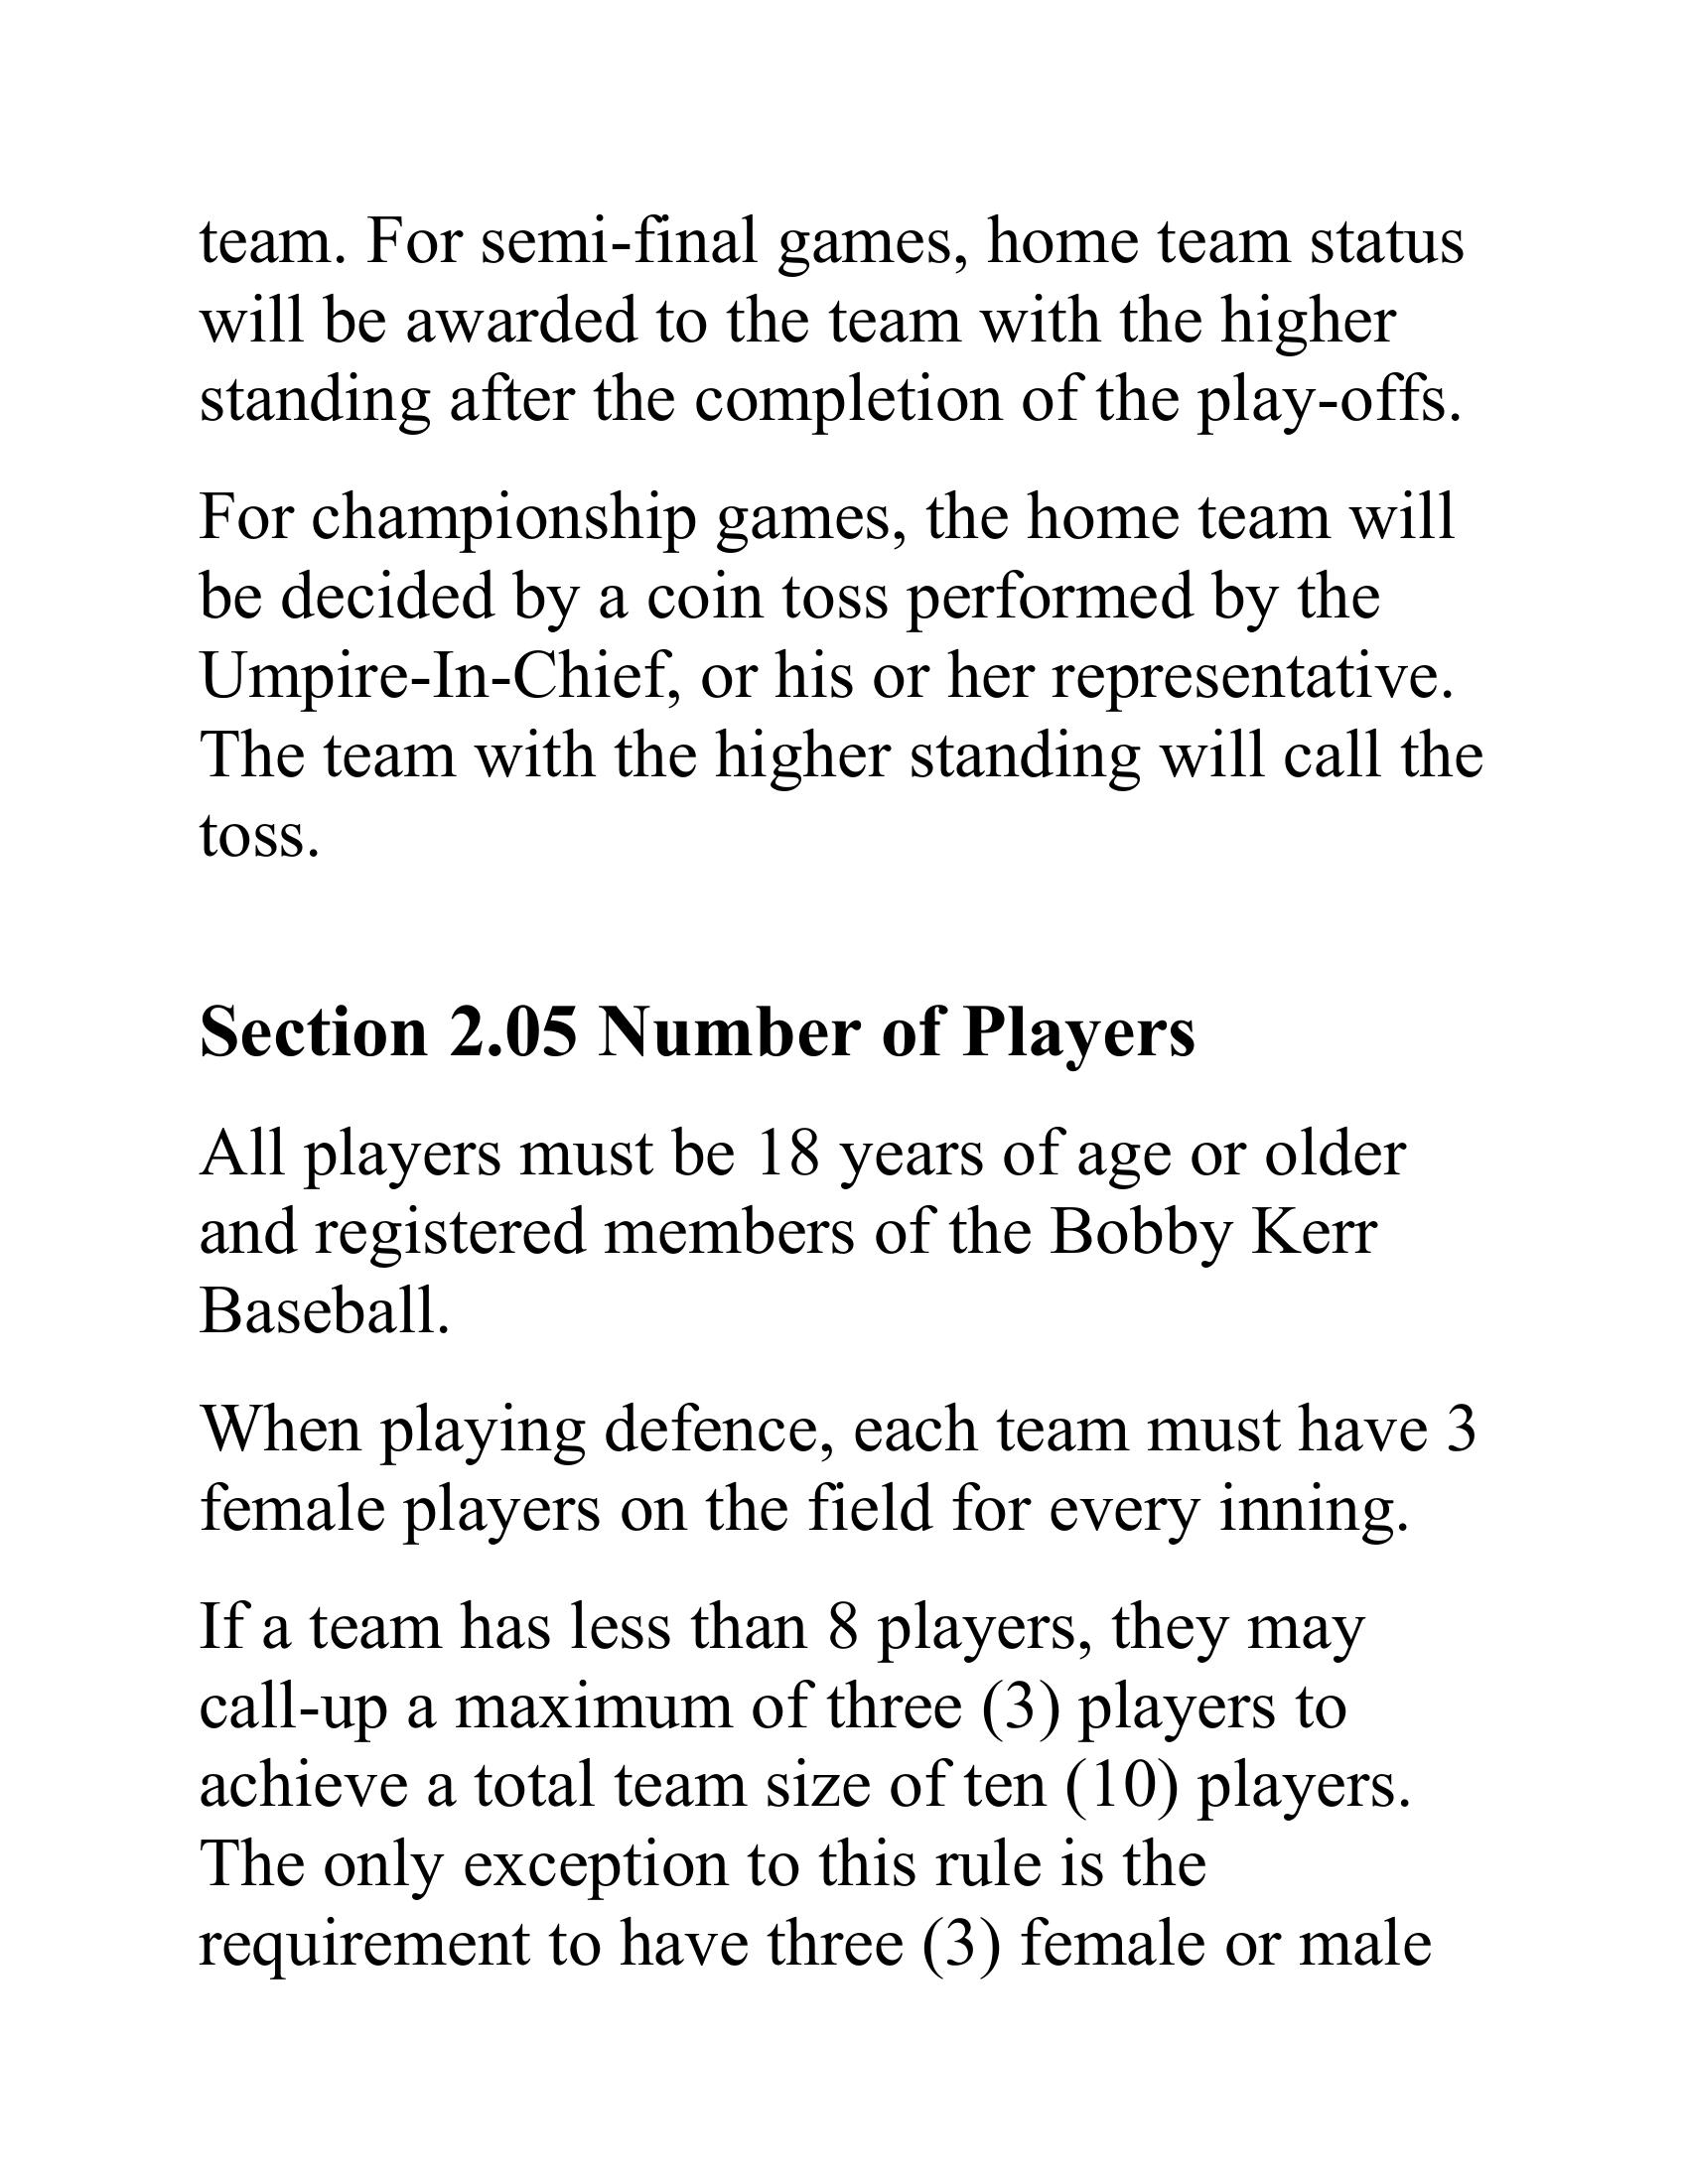 team. For semi-final games, home team status
will be awarded to the team with the higher
standing after the completion of the play-offs.
For championship games, the home team will
be decided by a coin toss performed by the
Umpire-In-Chief, or his or her representative.
The team with the higher standing will call the
toss.
Section 2.05 Number of Players
All players must be 18 years of age or older
and registered members of the Bobby Kerr
Baseball.
When playing defence, each team must have 3
female players on the field for every inning.
If a team has less than 8 players, they may
call-up a maximum of three (3) players to
achieve a total team size of ten (10) players.
The only exception to this rule is the
requirement to have three (3) female or male